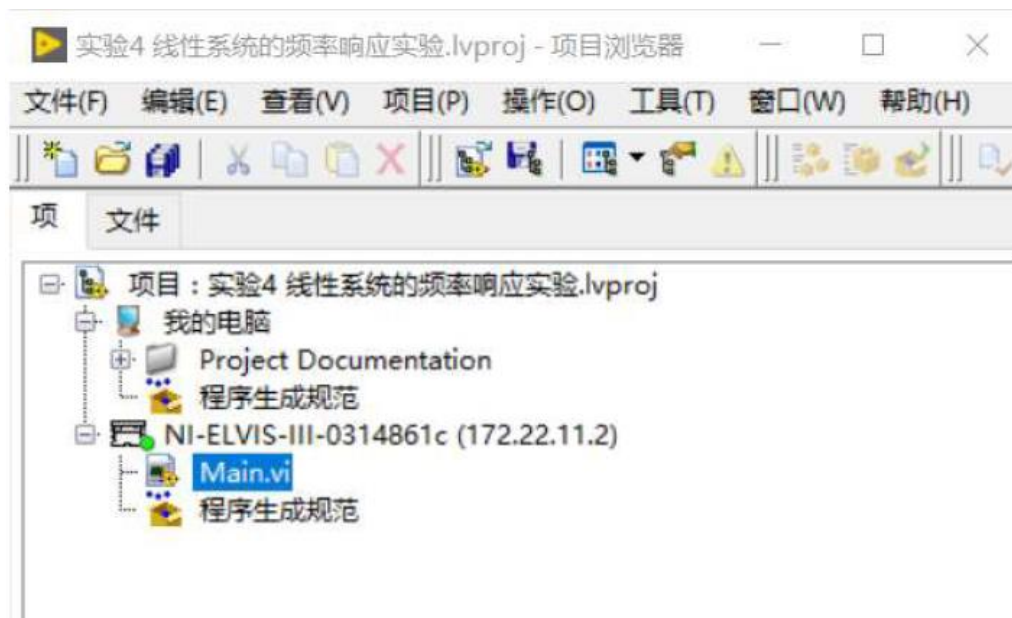 实验4 线性系统的频率响应实验.lvproj - 项目浏览器
文件(F) 编辑(E) 查看(V) 项目(P) 操作(O) 工具(T) 窗口(W) 帮助(H)
项 文件
项目：实验4 线性系统的频率响应实验.lvproj
我的电脑
Project Documentation
程序生成规范
NI-ELVIS-III-0314861c (172.22.11.2)
Main.vi
程序生成规范